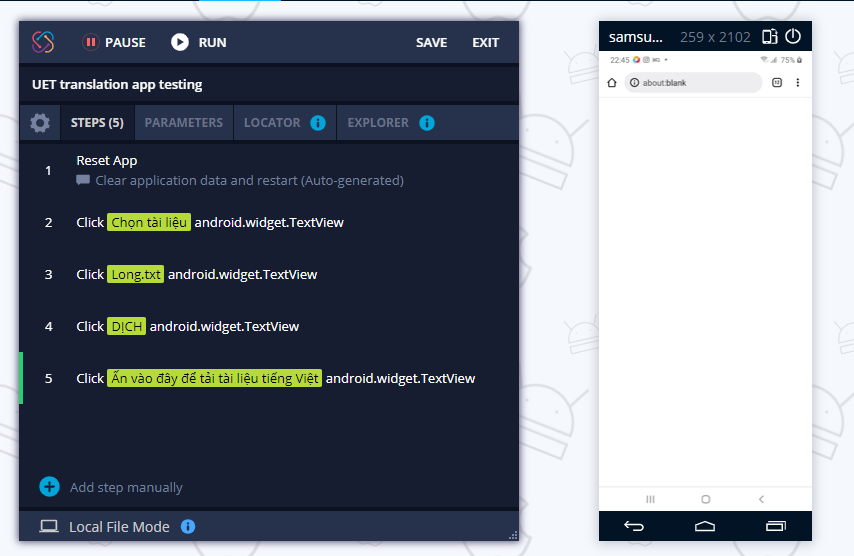 PAUSE RUN SAVE EXIT
UET translation app testing
STEPS (5) PARAMETERS LOCATOR i EXPLORER i
1 Reset App
Clear application data and restart (Auto-generated)
2 Click Chọn tài liệu android.widget.TextView
3 Click Long.txt android.widget.TextView
4 Click DỊCH android.widget.TextView
5 Click Ấn vào đây để tải tài liệu tiếng Việt android.widget.TextView
Add step manually
Local File Mode i
samsu... 259 x 2102
22:45 75%
about:blank